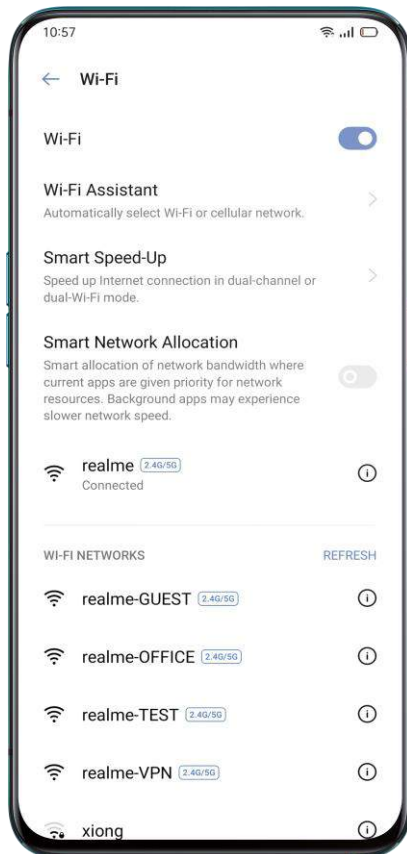 10:57
Wi-Fi
Wi-Fi
Wi-Fi Assistant
Automatically select Wi-Fi or cellular network.
Smart Speed-Up
Speed up Internet connection in dual-channel or
dual-Wi-Fi mode.
Smart Network Allocation
Smart allocation of network bandwidth where
current apps are given priority for network
resources. Background apps may experience
slower network speed.
realme 2.4G/5G
Connected
WI-FI NETWORKS REFRESH
realme-GUEST 2.4G/5G
realme-OFFICE 2.4G/5G
realme-TEST 2.4G/5G
realme-VPN 2.4G/5G
xiong